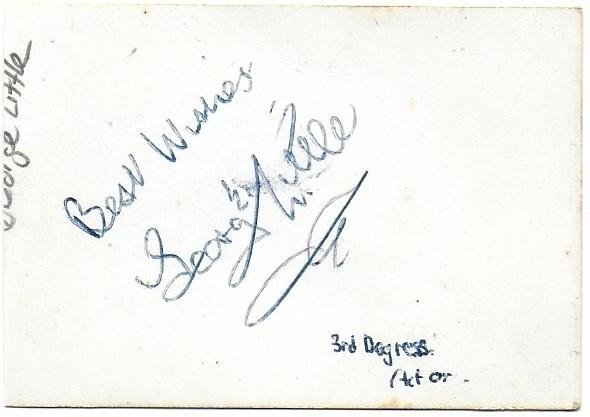 George Little
Best Wishes
George Little
3rd Degress.
Actor.